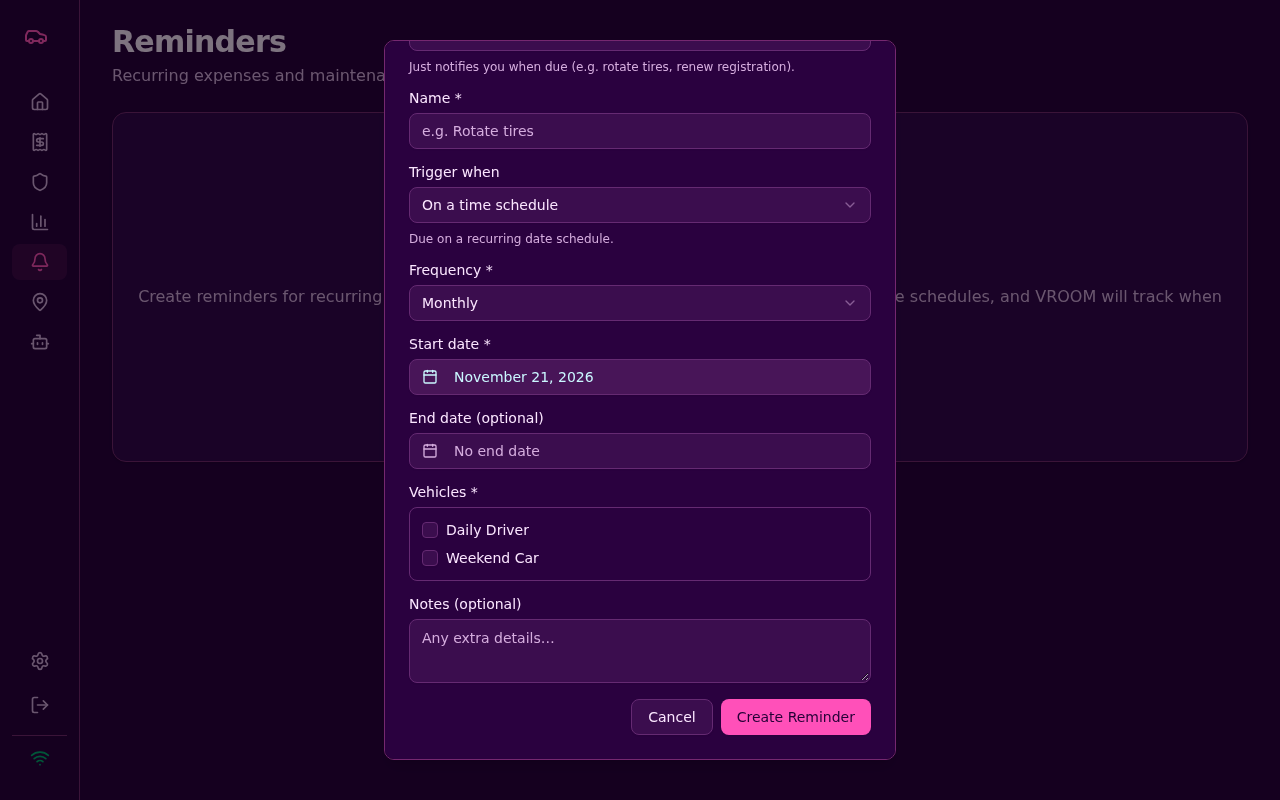 Reminders
Recurring expenses and maintena
Create reminders for recurring
e schedules, and VROOM will track when
Just notifies you when due (e.g. rotate tires, renew registration).
Name *
e.g. Rotate tires
Trigger when
On a time schedule
Due on a recurring date schedule.
Frequency *
Monthly
Start date *
November 21, 2026
End date (optional)
No end date
Vehicles *
Daily Driver
Weekend Car
Notes (optional)
Any extra details...
Cancel
Create Reminder